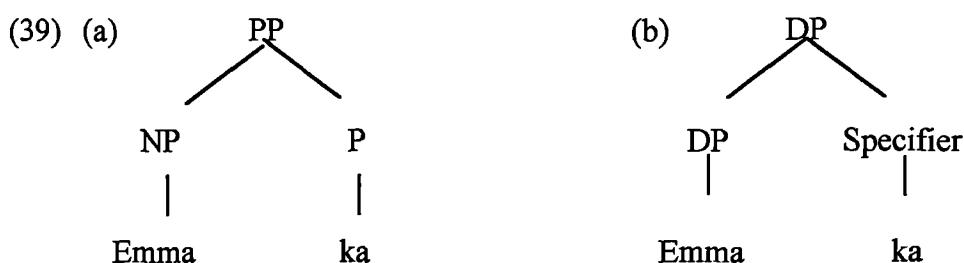 (39) (a) PP (b) DP
NP P DP Specifier
Emma ka Emma ka